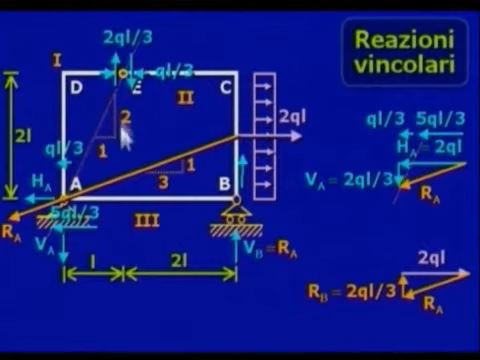 Reazioni
vincolari
2ql/3
I
ql/3
D
E
C
II
2
2ql
2l
1
ql/3
1
3
H_A
A
B
5ql/3
III
R_A
V_A
V_B=R_A
l
2l
ql/3 5ql/3
H_A=2ql
V_A=2ql/3
R_A
2ql
R_B=2ql/3
R_A